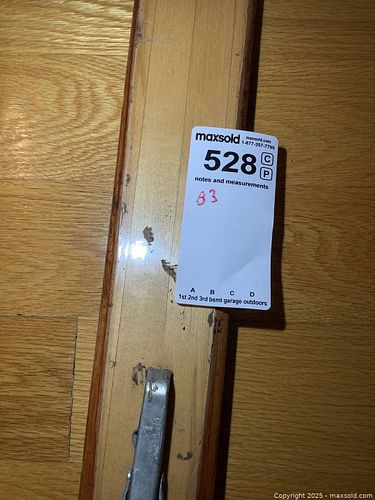 maxsold maxsold.com
1-877-257-7795
528 C
P
notes and measurements
83
A B C D
1st 2nd 3rd bsmt garage outdoors
Copyright 2025 - maxsold.com